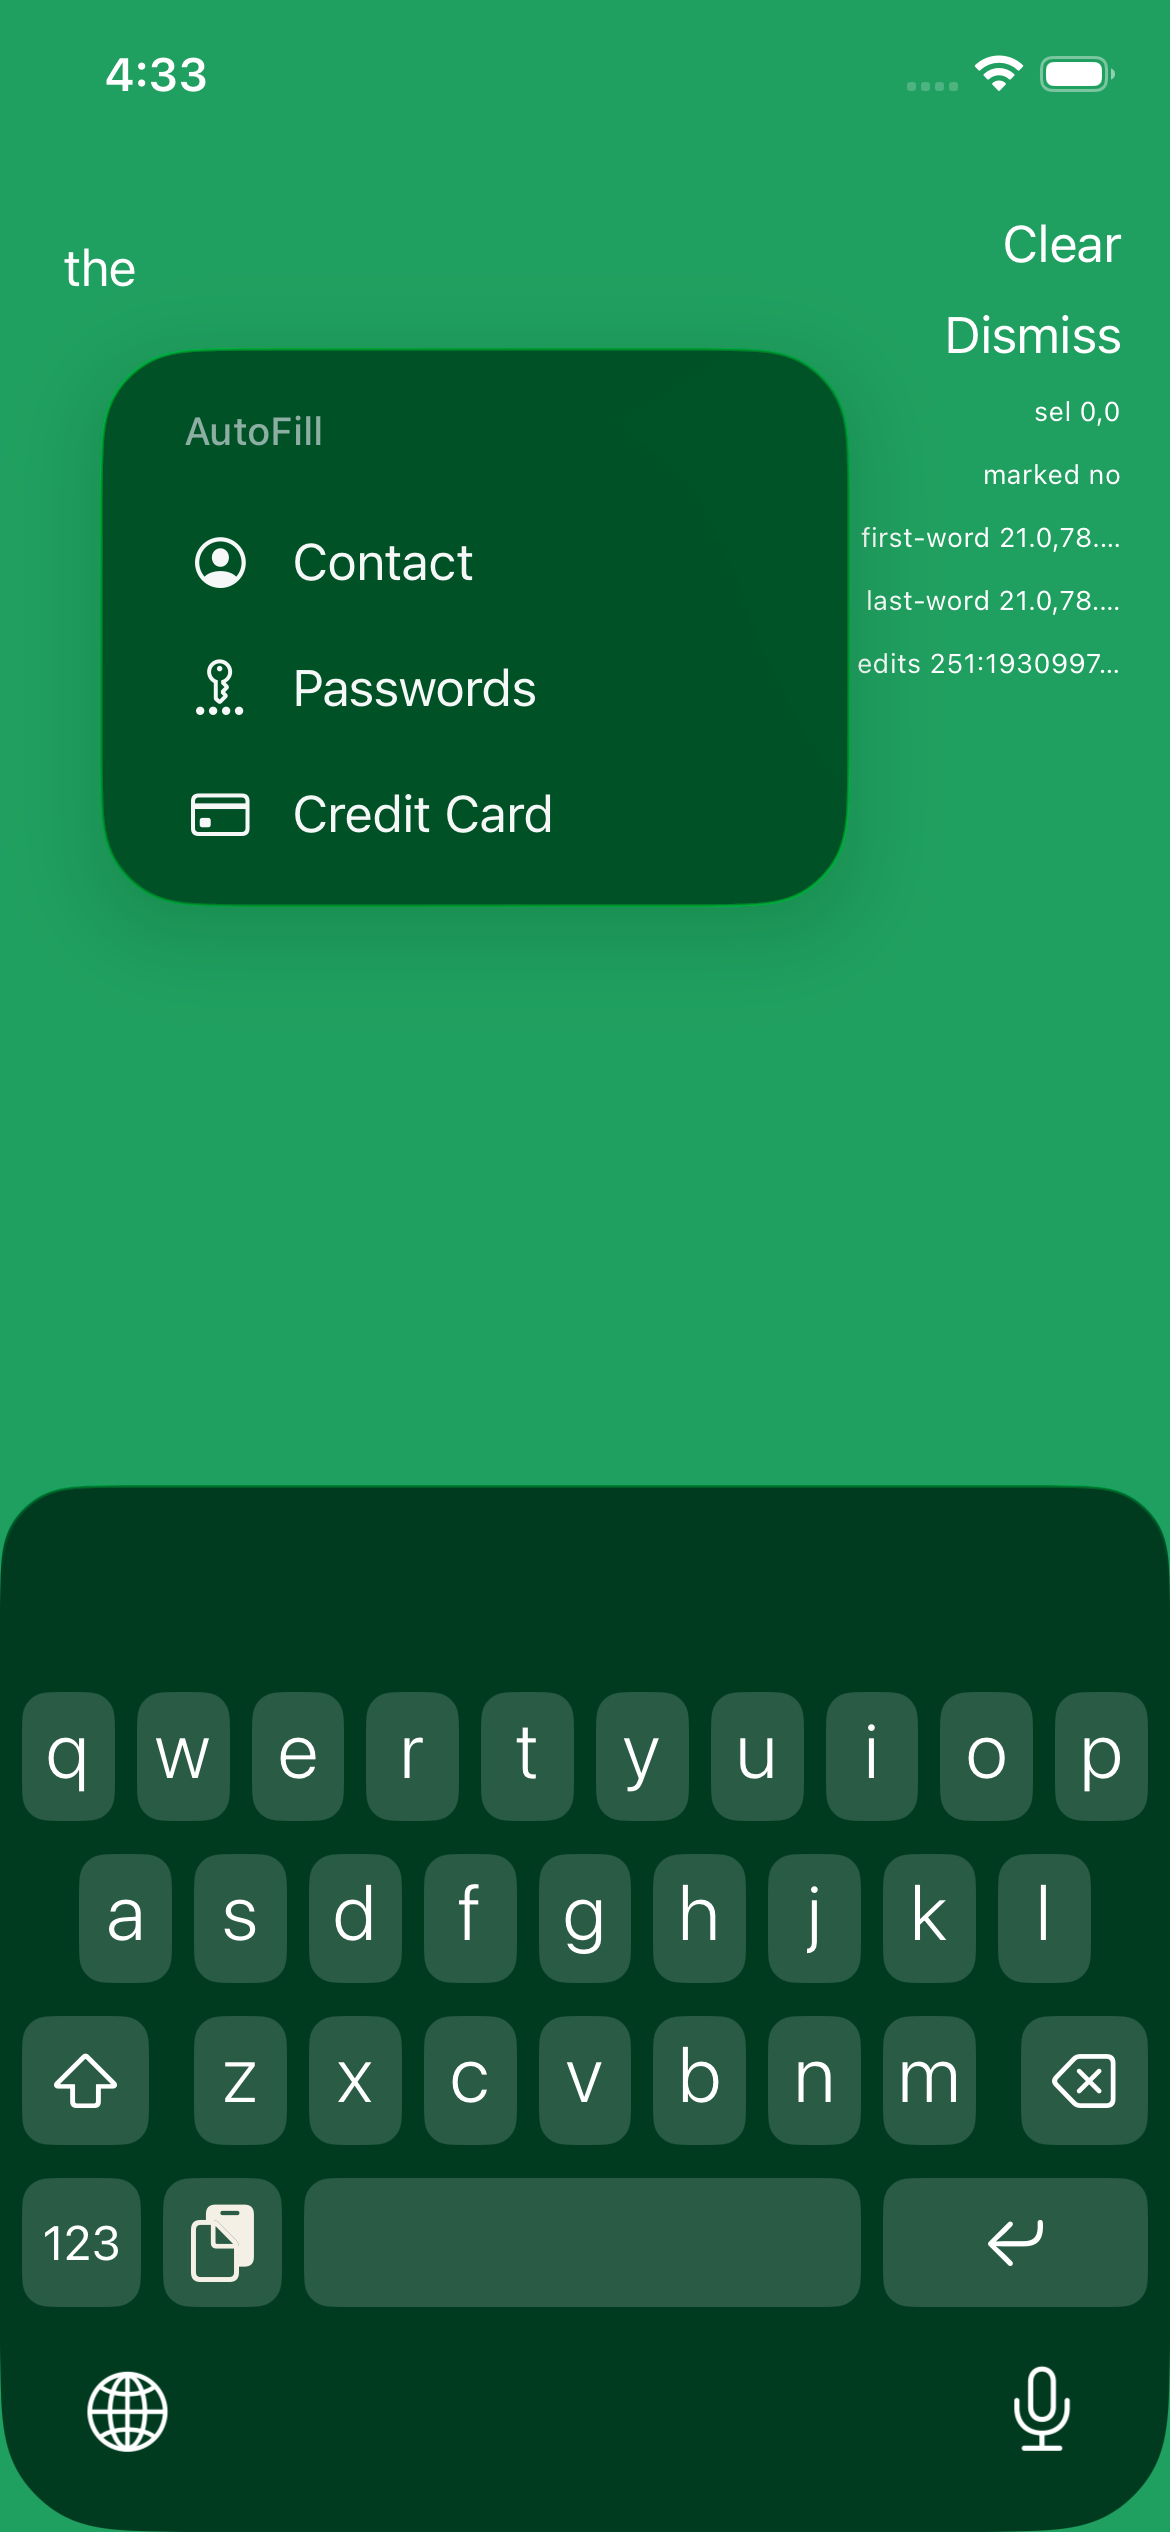 4:33
the
Clear
Dismiss
sel 0,0
marked no
first-word 21.0,78....
last-word 21.0,78....
edits 251:1930997...
AutoFill
Contact
Passwords
Credit Card
q w e r t y u i o p
a s d f g h j k l
z x c v b n m
123